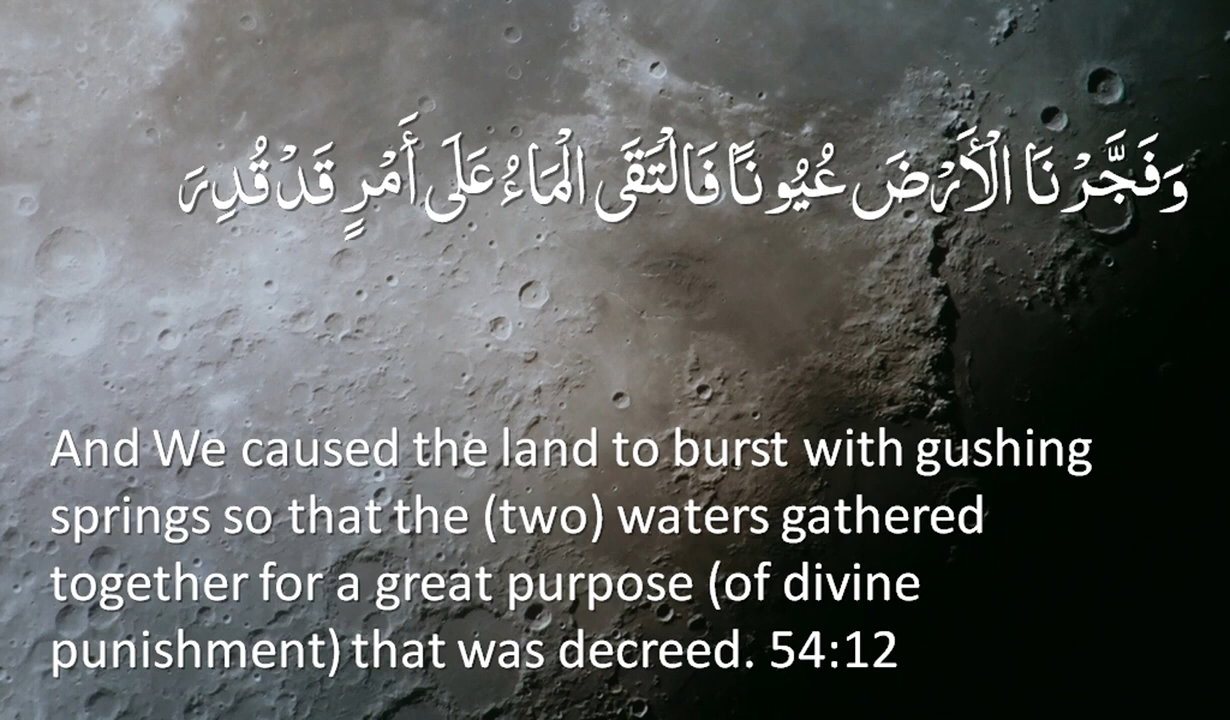 وَفَجَّرْنَا الْأَرْضَ عُيُونًا فَالْتَقَى الْمَاءُ عَلَى أَمْرٍ قَدْ قُدِرَ
And We caused the land to burst with gushing
springs so that the (two) waters gathered
together for a great purpose (of divine
punishment) that was decreed. 54:12